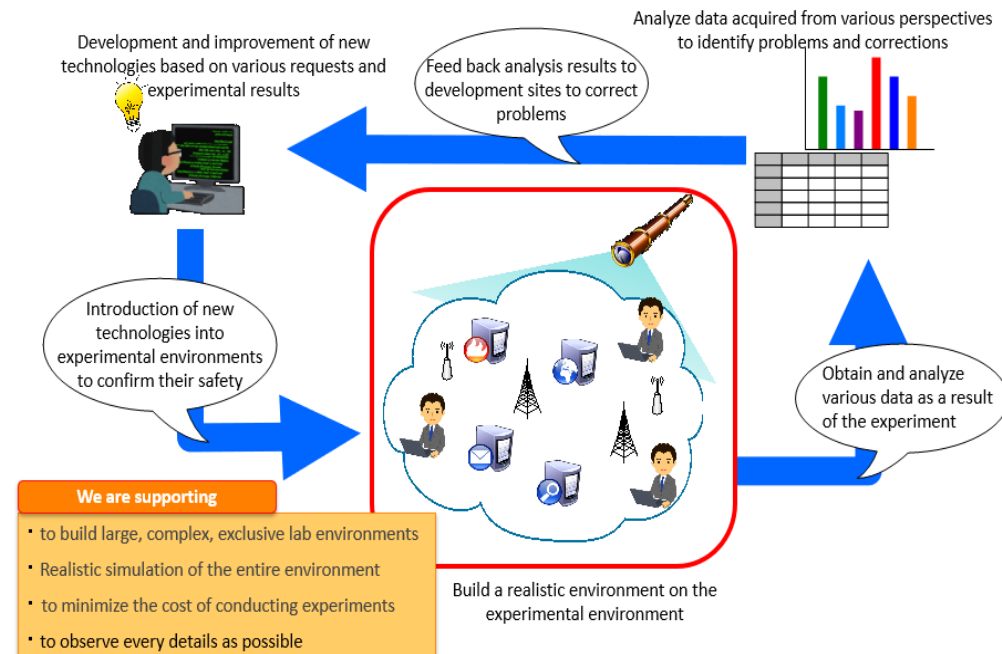 Development and improvement of new
technologies based on various requests and
experimental results
Feed back analysis results to
development sites to correct
problems
Analyze data acquired from various perspectives
to identify problems and corrections
Introduction of new
technologies into
experimental environments
to confirm their safety
Obtain and analyze
various data as a result
of the experiment
We are supporting
・to build large, complex, exclusive lab environments
・Realistic simulation of the entire environment
・to minimize the cost of conducting experiments
・to observe every details as possible
Build a realistic environment on the
experimental environment